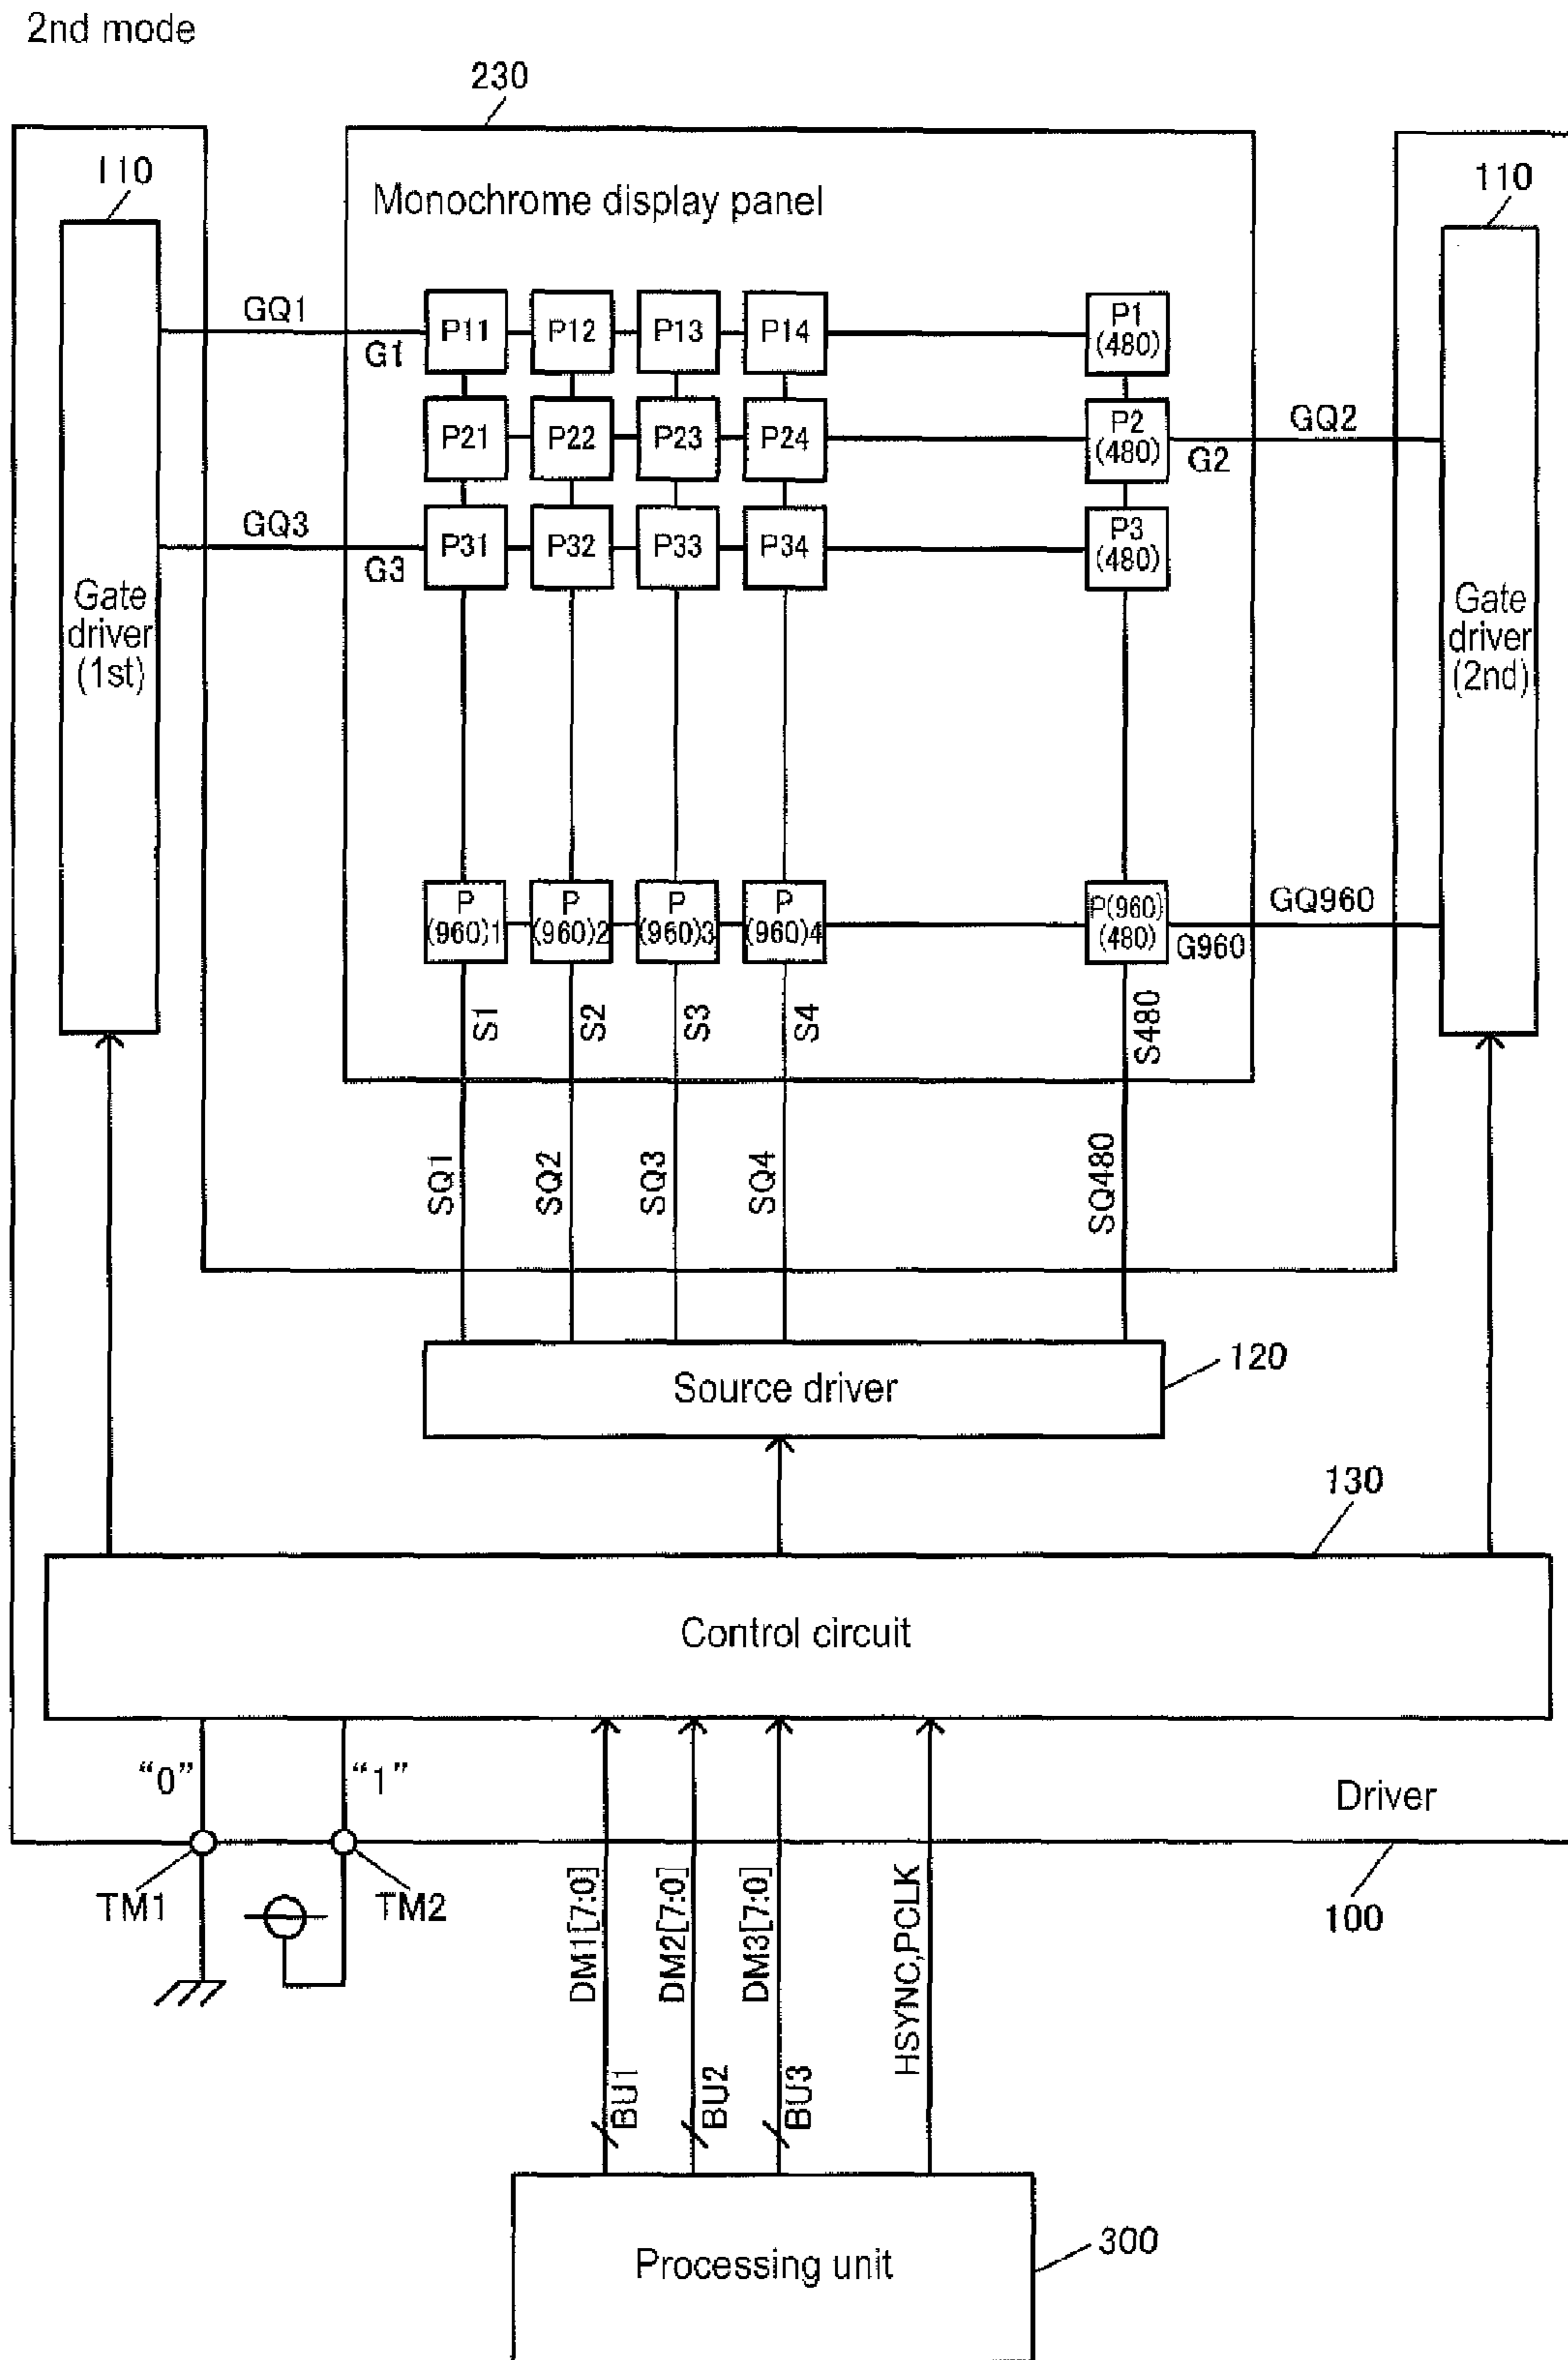 2nd mode
230
110
110
Monochrome display panel
GQ1
G1
P11
P12
P13
P14
P1
(480)
P21
P22
P23
P24
P2
(480)
GQ2
G2
GQ3
G3
P31
P32
P33
P34
P3
(480)
Gate
driver
(1st)
Gate
driver
(2nd)
P
(960)1
P
(960)2
P
(960)3
P
(960)4
P(960)
(480)
GQ960
G960
S1
S2
S3
S4
S480
SQ1
SQ2
SQ3
SQ4
SQ480
Source driver
120
130
Control circuit
“0”
“1”
Driver
TM1
TM2
100
DM1[7:0]
DM2[7:0]
DM3[7:0]
HSYNC,PCLK
BU1
BU2
BU3
Processing unit
300